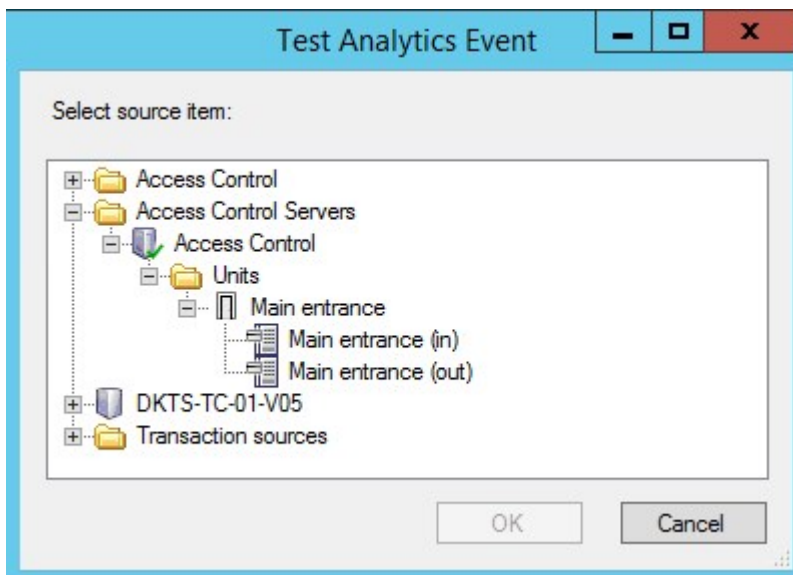 Test Analytics Event
Select source item:
Access Control
Access Control Servers
Access Control
Units
Main entrance
Main entrance (in)
Main entrance (out)
DKTS-TC-01-V05
Transaction sources
OK Cancel